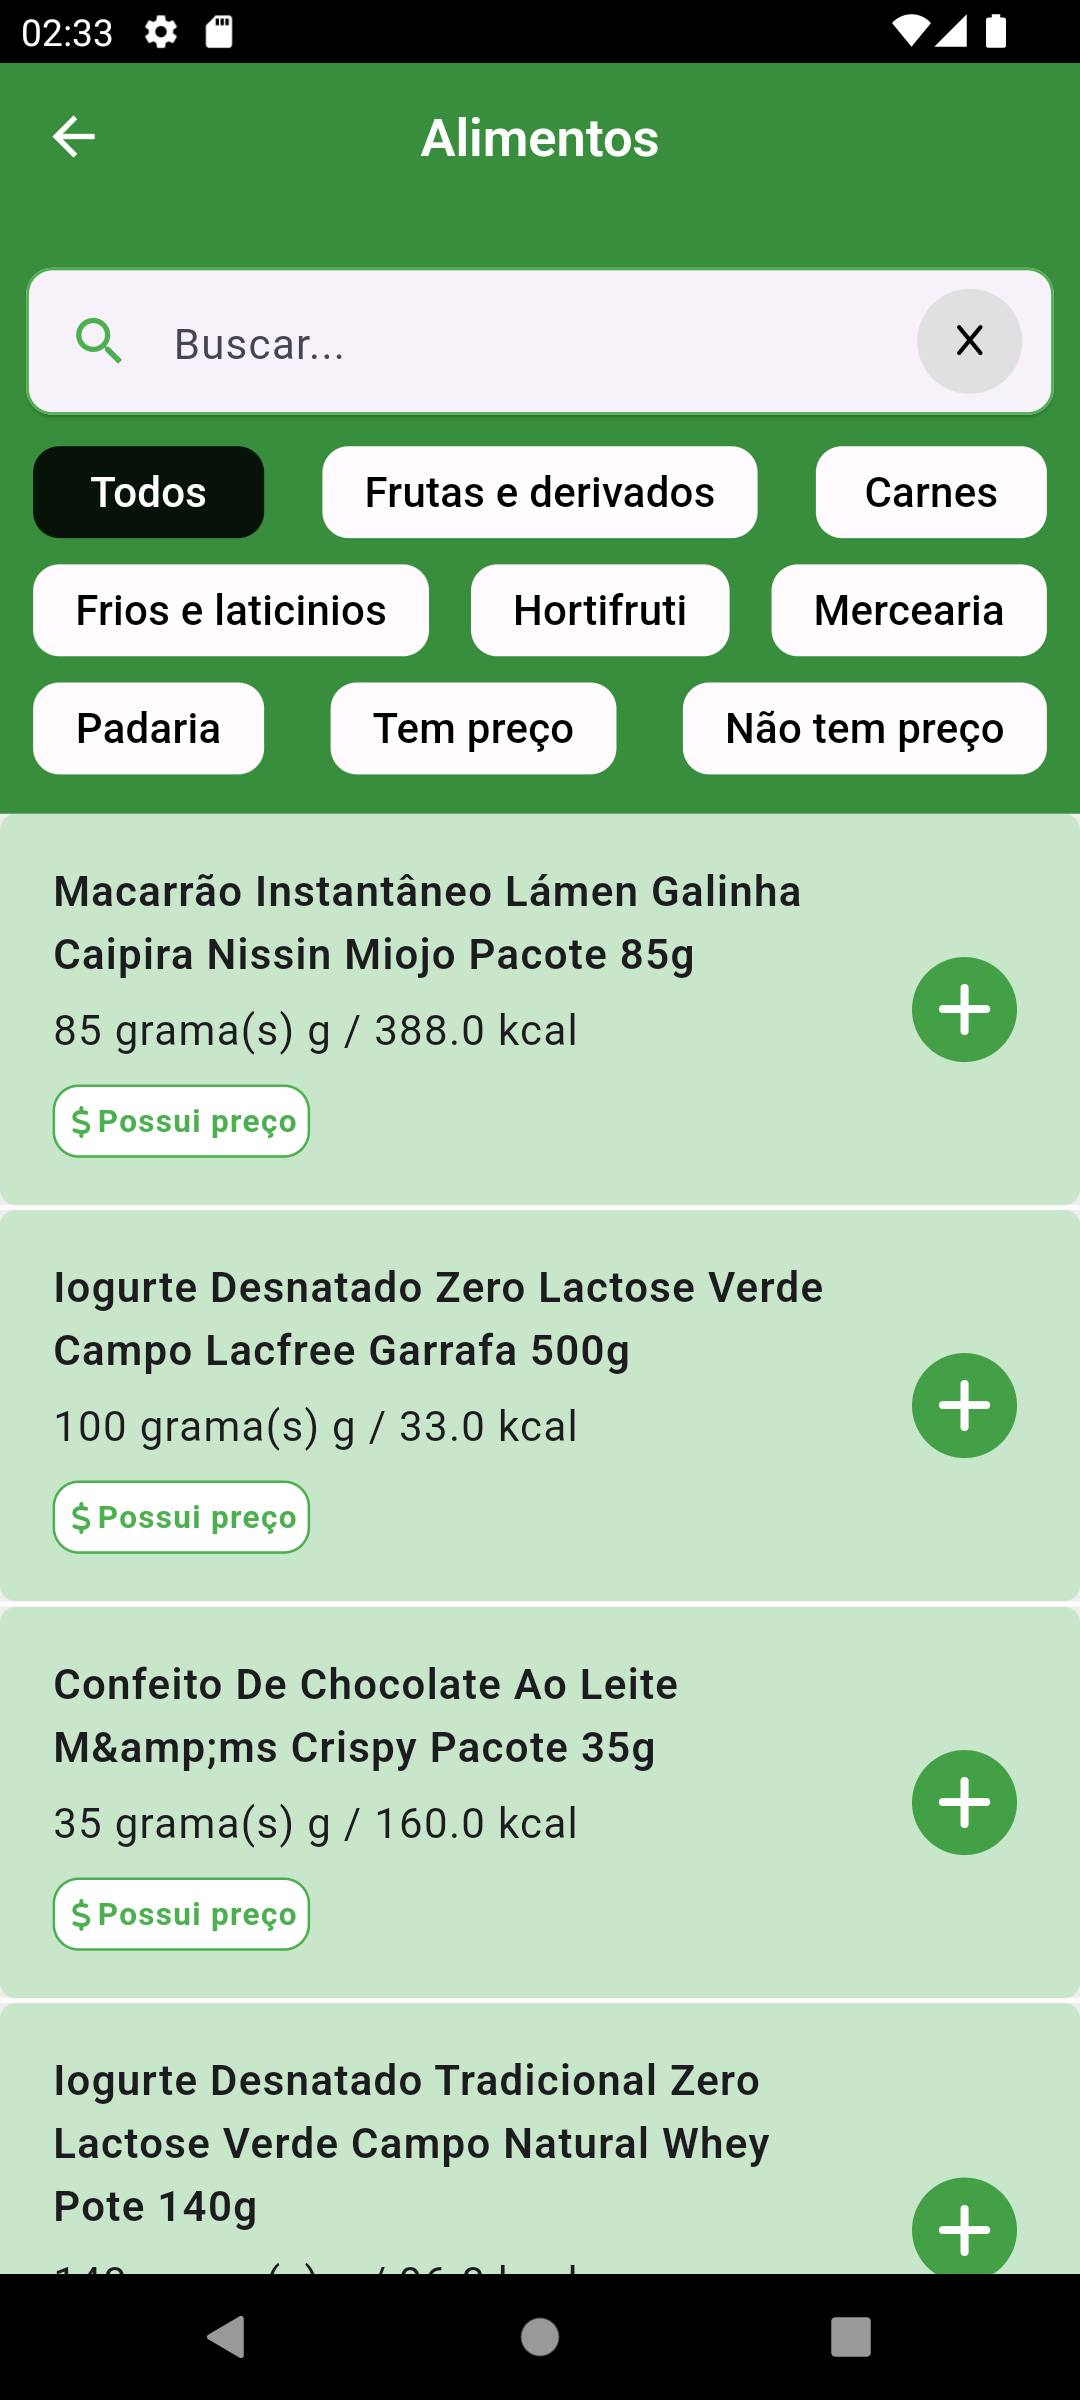 02:33
Alimentos
Buscar...
Todos Frutas e derivados Carnes
Frios e laticinios Hortifruti Mercearia
Padaria Tem preço Não tem preço
Macarrão Instantâneo Lámen Galinha
Caipira Nissin Miojo Pacote 85g
85 grama(s) g / 388.0 kcal
$ Possui preço
Iogurte Desnatado Zero Lactose Verde
Campo Lacfree Garrafa 500g
100 grama(s) g / 33.0 kcal
$ Possui preço
Confeito De Chocolate Ao Leite
M&amp;ms Crispy Pacote 35g
35 grama(s) g / 160.0 kcal
$ Possui preço
Iogurte Desnatado Tradicional Zero
Lactose Verde Campo Natural Whey
Pote 140g